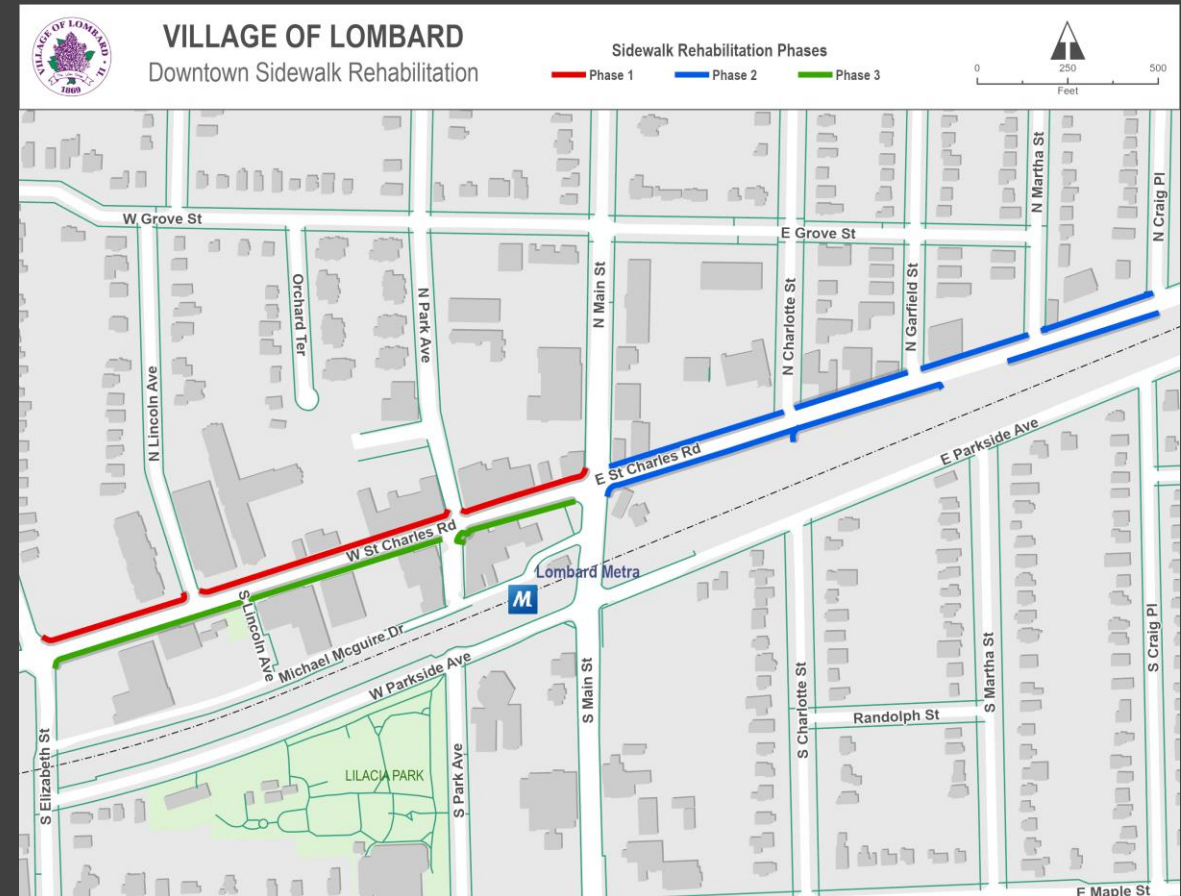 VILLAGE OF LOMBARD • IL
1869
VILLAGE OF LOMBARD
Downtown Sidewalk Rehabilitation
Sidewalk Rehabilitation Phases
Phase 1
Phase 2
Phase 3
0
250
500
Feet
W Grove St
E Grove St
N Martha St
N Craig Pl
Orchard Ter
N Park Ave
N Main St
N Charlotte St
N Garfield St
N Lincoln Ave
E St Charles Rd
E Parkside Ave
W St Charles Rd
Lombard Metra
M
S Lincoln Ave
Michael Mcguire Dr
W Parkside Ave
S Main St
S Charlotte St
S Martha St
S Craig Pl
Randolph St
LILACIA PARK
S Elizabeth St
S Park Ave
E Maple St